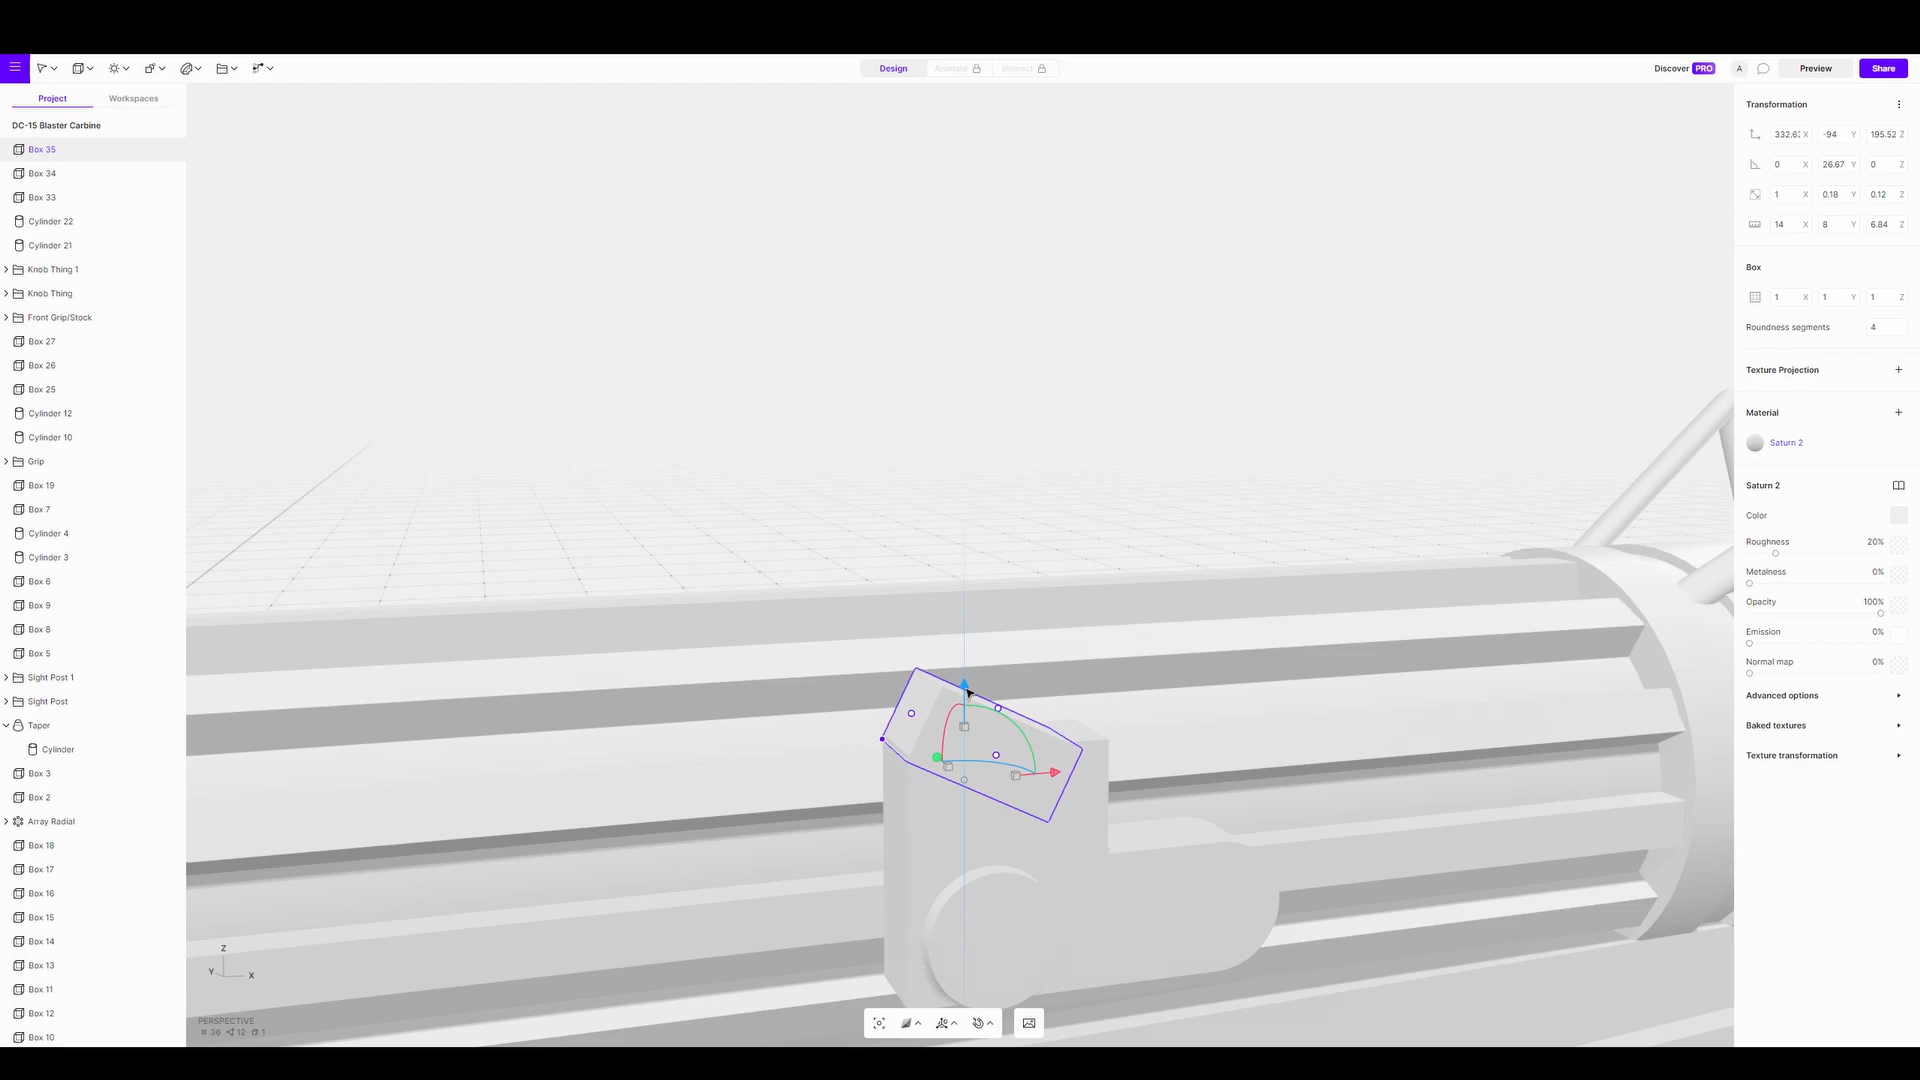 Design
Animate
Interact
Discover PRO
A
Preview
Share
Project
Workspaces
DC-15 Blaster Carbine
Box 35
Box 34
Box 33
Cylinder 22
Cylinder 21
Knob Thing 1
Knob Thing
Front Grip/Stock
Box 27
Box 26
Box 25
Cylinder 12
Cylinder 10
Grip
Box 19
Box 7
Cylinder 4
Cylinder 3
Box 6
Box 9
Box 8
Box 5
Sight Post 1
Sight Post
Taper
Cylinder
Box 3
Box 2
Array Radial
Box 18
Box 17
Box 16
Box 15
Box 14
Box 13
Box 11
Box 12
Box 10
Z
Y
X
PERSPECTIVE
36 12 1
Transformation
332.63 X -94 Y 195.52 Z
0 X 26.67 Y 0 Z
1 X 0.18 Y 0.12 Z
14 X 8 Y 6.84 Z
Box
1 X 1 Y 1 Z
Roundness segments 4
Texture Projection
Material
Saturn 2
Saturn 2
Color
Roughness 20%
Metalness 0%
Opacity 100%
Emission 0%
Normal map 0%
Advanced options
Baked textures
Texture transformation